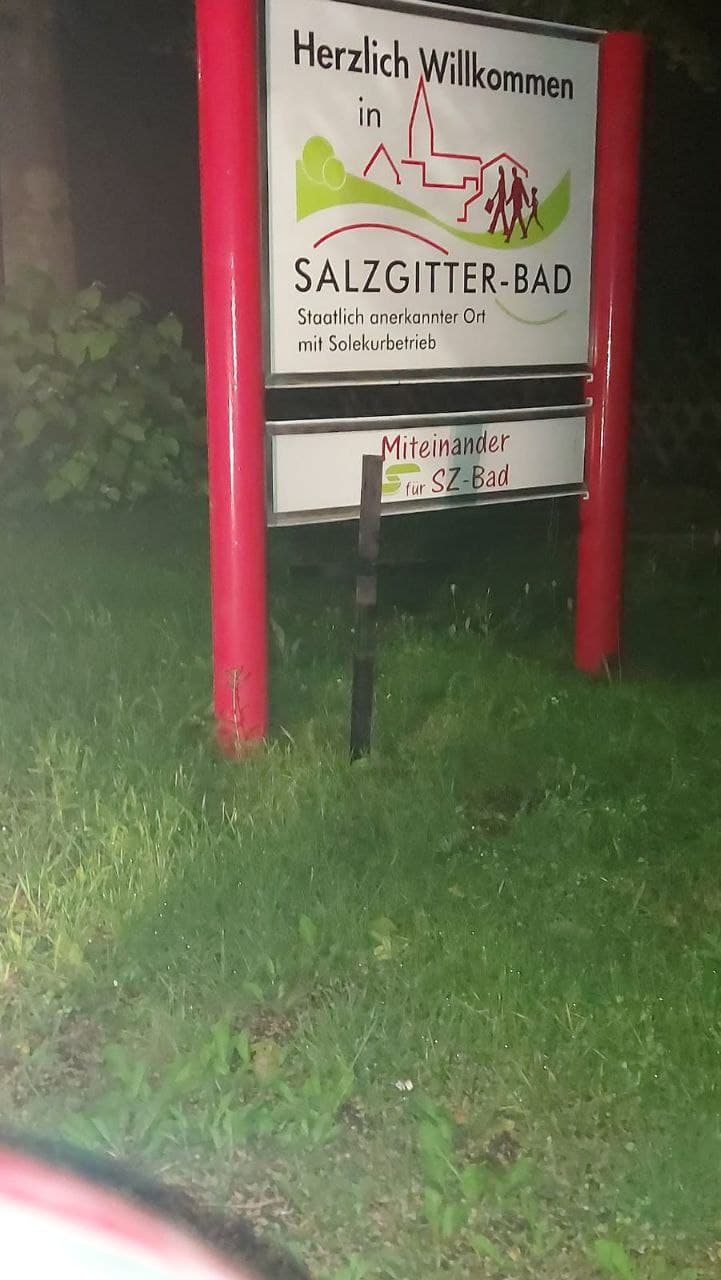 Herzlich Willkommen
in
SALZGITTER-BAD
Staatlich anerkannter Ort
mit Solekurbetrieb
Miteinander
für SZ-Bad